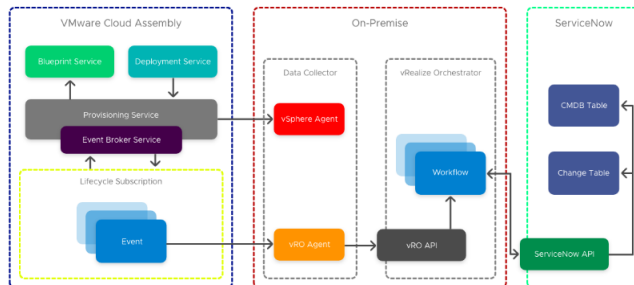 VMware Cloud Assembly
On-Premise
ServiceNow
Blueprint Service
Deployment Service
Data Collector
vRealize Orchestrator
Provisioning Service
vSphere Agent
CMDB Table
Event Broker Service
Lifecycle Subscription
Workflow
Change Table
Event
vRO Agent
vRO API
ServiceNow API